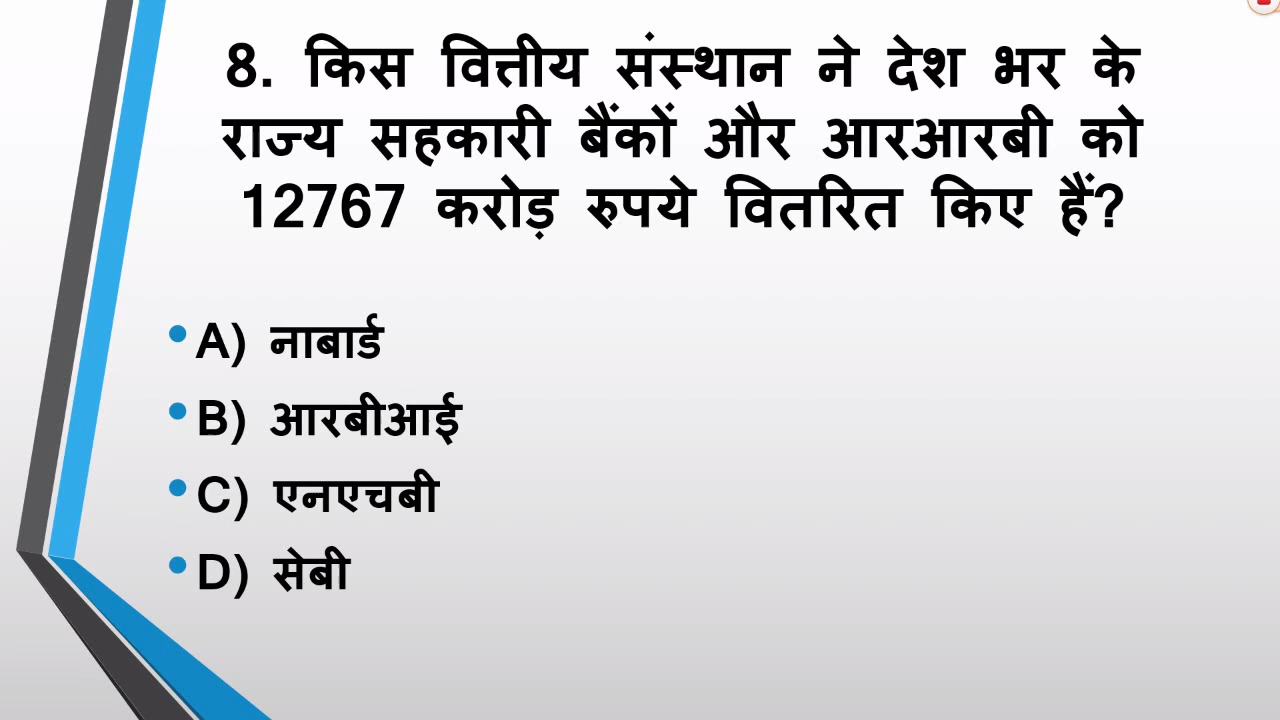 8. किस वित्तीय संस्थान ने देश भर के
राज्य सहकारी बैंकों और आरआरबी को
12767 करोड़ रुपये वितरित किए हैं?
A) नाबार्ड
B) आरबीआई
C) एनएचबी
D) सेबी